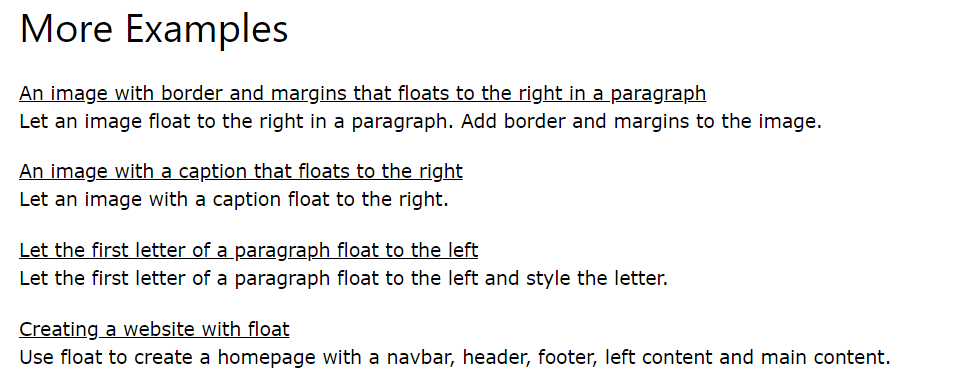 More Examples
An image with border and margins that floats to the right in a paragraph
Let an image float to the right in a paragraph. Add border and margins to the image.
An image with a caption that floats to the right
Let an image with a caption float to the right.
Let the first letter of a paragraph float to the left
Let the first letter of a paragraph float to the left and style the letter.
Creating a website with float
Use float to create a homepage with a navbar, header, footer, left content and main content.